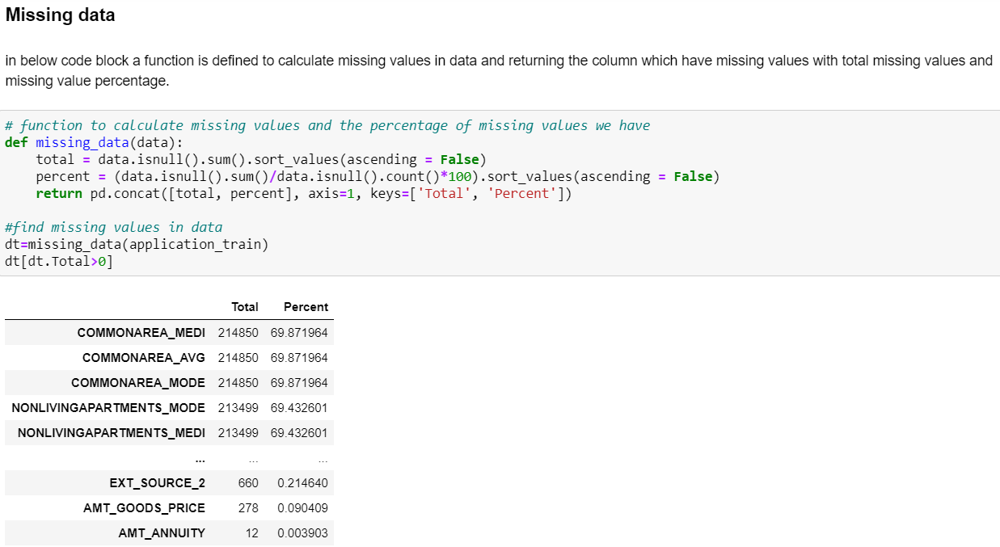 Missing data
in below code block a function is defined to calculate missing values in data and returning the column which have missing values with total missing values and
missing value percentage.
# function to calculate missing values and the percentage of missing values we have
def missing_data(data):
    total = data.isnull().sum().sort_values(ascending = False)
    percent = (data.isnull().sum()/data.isnull().count()*100).sort_values(ascending = False)
    return pd.concat([total, percent], axis=1, keys=['Total', 'Percent'])
#find missing values in data
dt=missing_data(application_train)
dt[dt.Total>0]
Total Percent
COMMONAREA_MEDI 214850 69.871964
COMMONAREA_AVG 214850 69.871964
COMMONAREA_MODE 214850 69.871964
NONLIVINGAPARTMENTS_MODE 213499 69.432601
NONLIVINGAPARTMENTS_MEDI 213499 69.432601
... ... ...
EXT_SOURCE_2 660 0.214640
AMT_GOODS_PRICE 278 0.090409
AMT_ANNUITY 12 0.003903